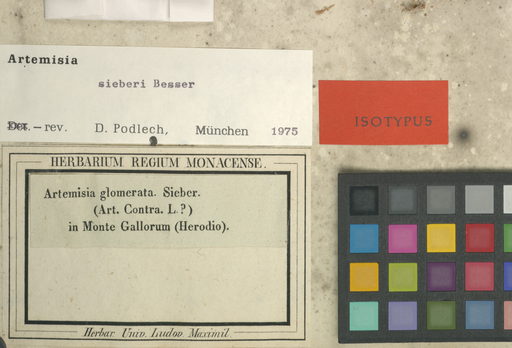 Artemisia
sieberi Besser
Det. — rev. D. Podlech, München 1975
ISOTYPUS
HERBARIUM REGIUM MONACENSE.
Artemisia glomerata. Sieber.
(Art. Contra. L.?)
in Monte Gallorum (Herodio).
Herbar. Univ. Ludov. Maximil.